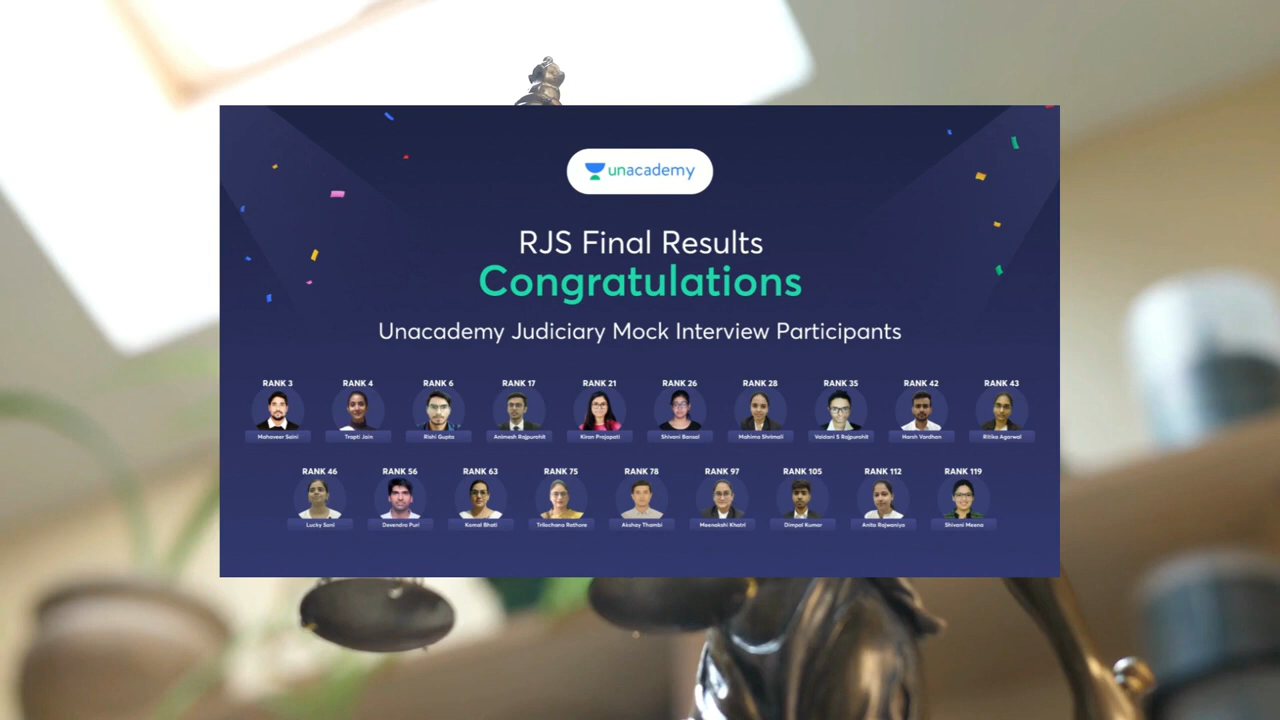 unacademy
RJS Final Results
Congratulations
Unacademy Judiciary Mock Interview Participants
RANK 3 RANK 4 RANK 6 RANK 17 RANK 21 RANK 26 RANK 28 RANK 35 RANK 42 RANK 43
Mahaveer Saini Trapti Jain Rishi Gupta Animesh Rajpurohit Kiran Prajapati Shivani Bansal Mahima Shrimali Vaidani S Rajpurohit Harsh Vardhan Ritika Agarwal
RANK 46 RANK 56 RANK 63 RANK 75 RANK 78 RANK 97 RANK 105 RANK 112 RANK 119
Lucky Soni Devendra Puri Komal Bhati Trilochana Rathore Akshay Thambi Meenakshi Khatri Dimpal Kumar Anita Rajwaniya Shivani Meena